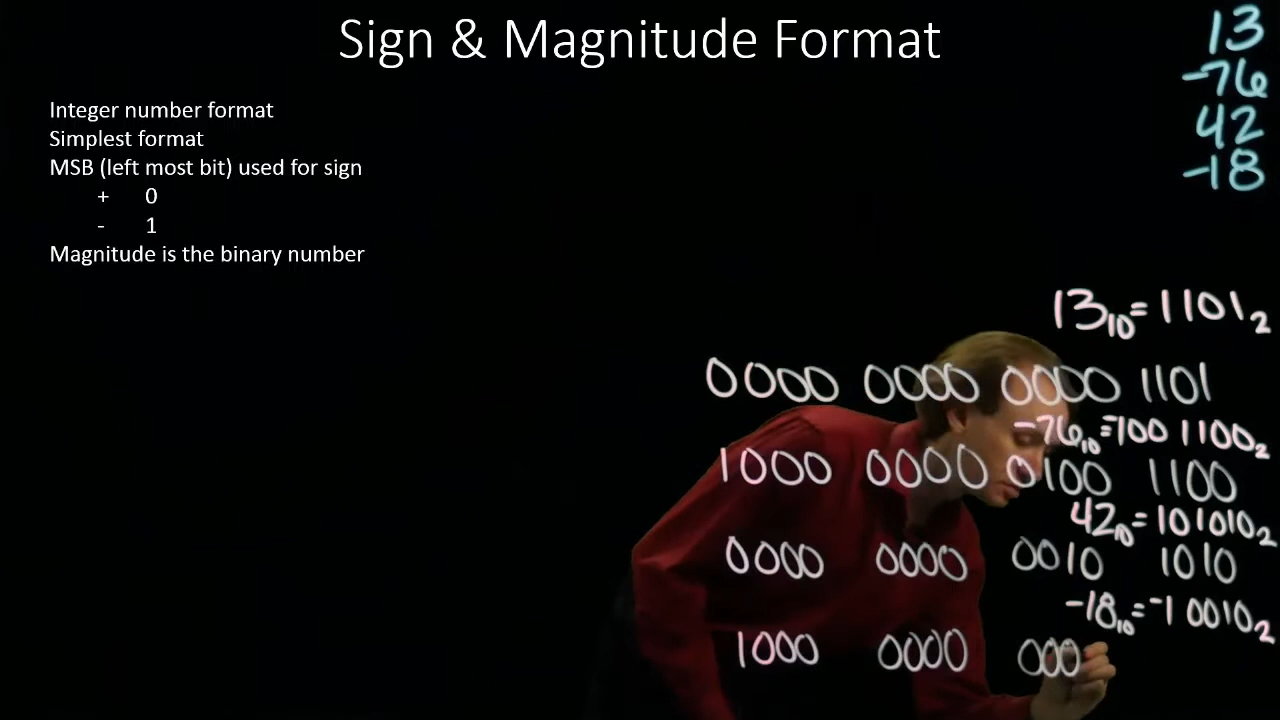 Sign & Magnitude Format
13
-76
42
-18
Integer number format
Simplest format
MSB (left most bit) used for sign
+ 0
- 1
Magnitude is the binary number
13₁₀=1101₂
0000 0000 0000 1101
-76₁₀=-100 1100₂
1000 0000 0100 1100
42₁₀=101010₂
0000 0000 0010 1010
-18₁₀=-1 0010₂
1000 0000 000